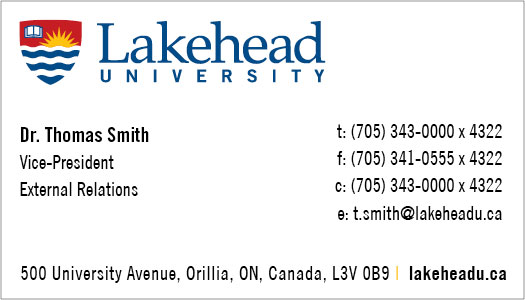 Lakehead
UNIVERSITY
Dr. Thomas Smith
Vice-President
External Relations
t: (705) 343-0000 x 4322
f: (705) 341-0555 x 4322
c: (705) 343-0000 x 4322
e: t.smith@lakeheadu.ca
500 University Avenue, Orillia, ON, Canada, L3V 0B9 | lakeheadu.ca